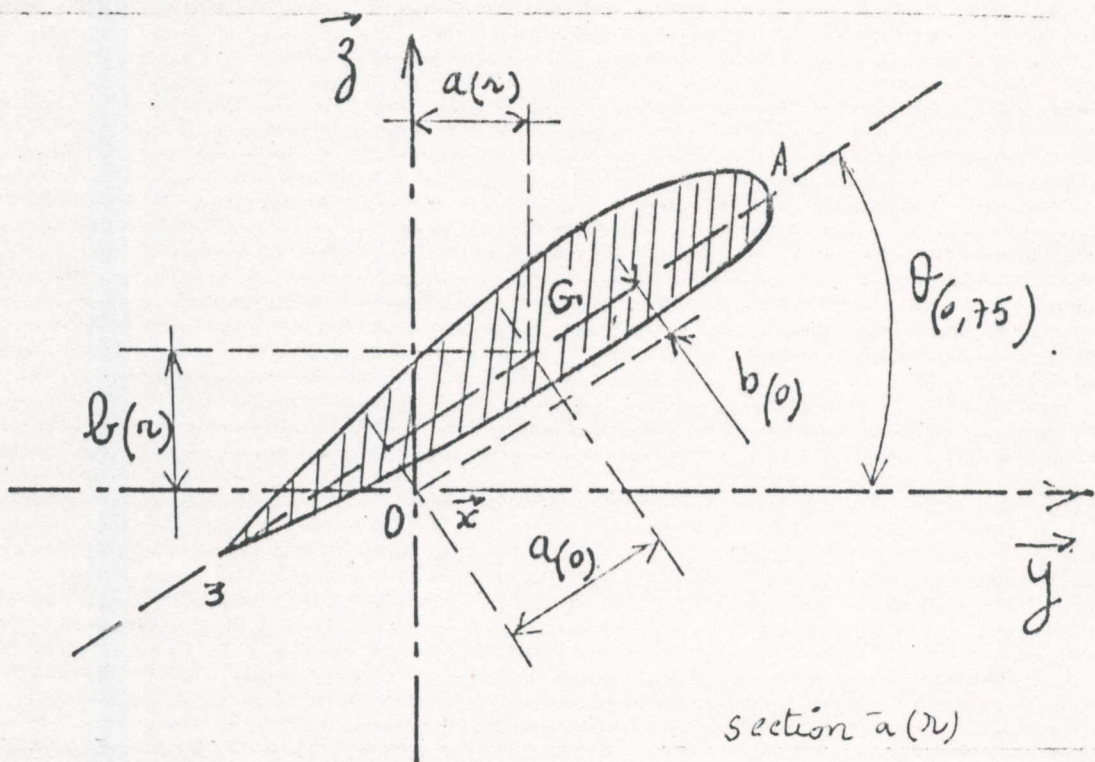 z
a(r)
A
G
θ(0,75)
b(r)
b(0)
O
x
a(0)
y
3
section à (r)